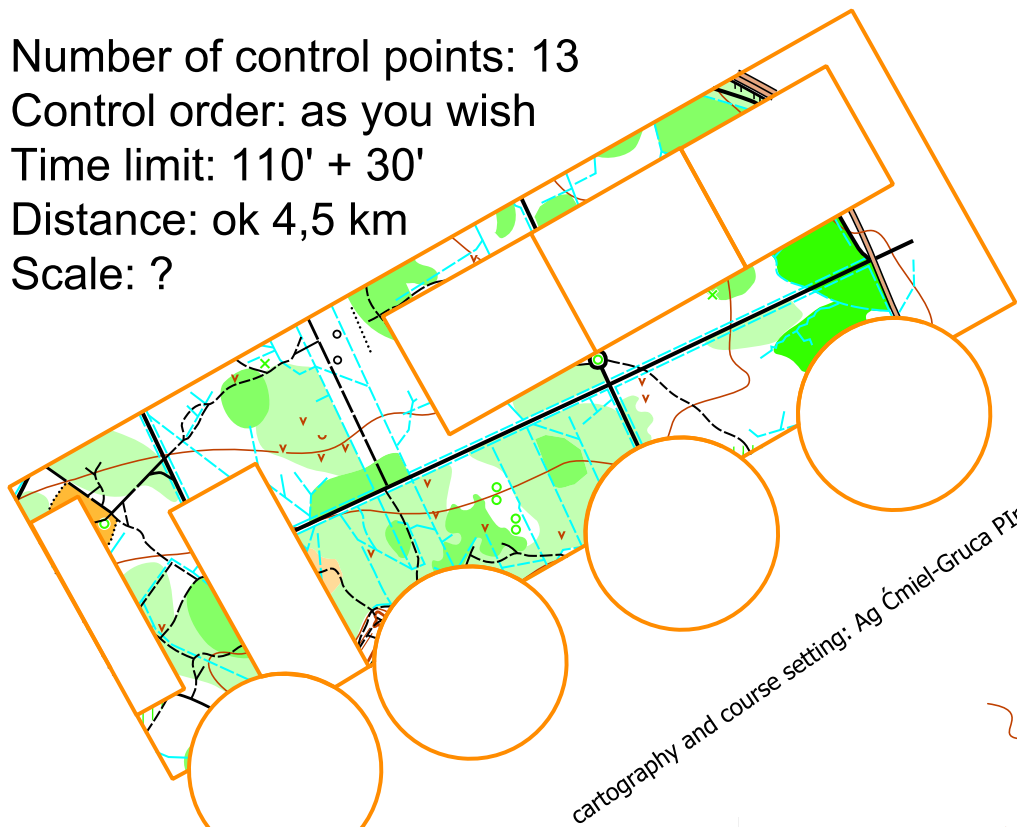 Number of control points: 13
Control order: as you wish
Time limit: 110' + 30'
Distance: ok 4,5 km
Scale: ?
cartography and course setting: Ag Ćmiel-Gruca